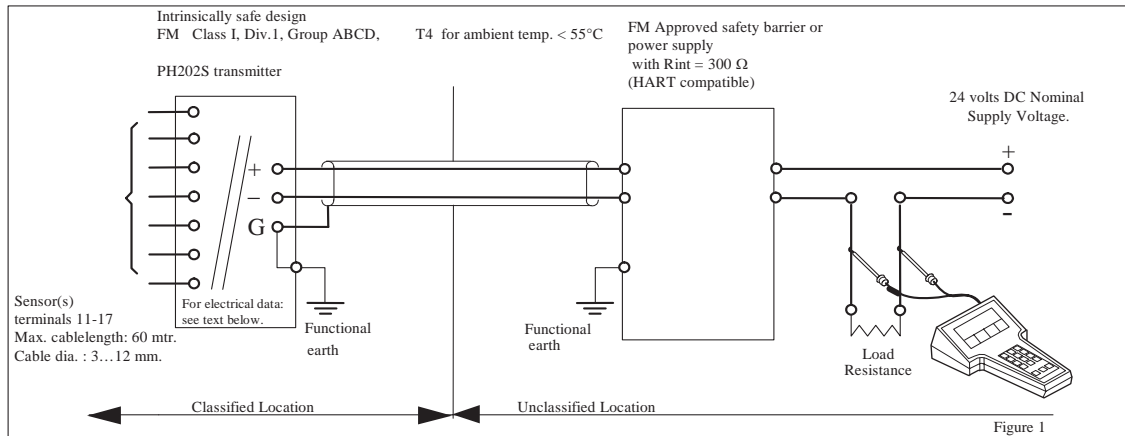 Intrinsically safe design
FM Class I, Div.1, Group ABCD, T4 for ambient temp. < 55°C
PH202S transmitter
FM Approved safety barrier or
power supply
with Rint = 300 Ω
(HART compatible)
24 volts DC Nominal
Supply Voltage.
+
-
+
−
G
For electrical data:
see text below.
Sensor(s)
terminals 11-17
Max. cablelength: 60 mtr.
Cable dia. : 3…12 mm.
Functional
earth
Functional
earth
Load
Resistance
Classified Location
Unclassified Location
Figure 1